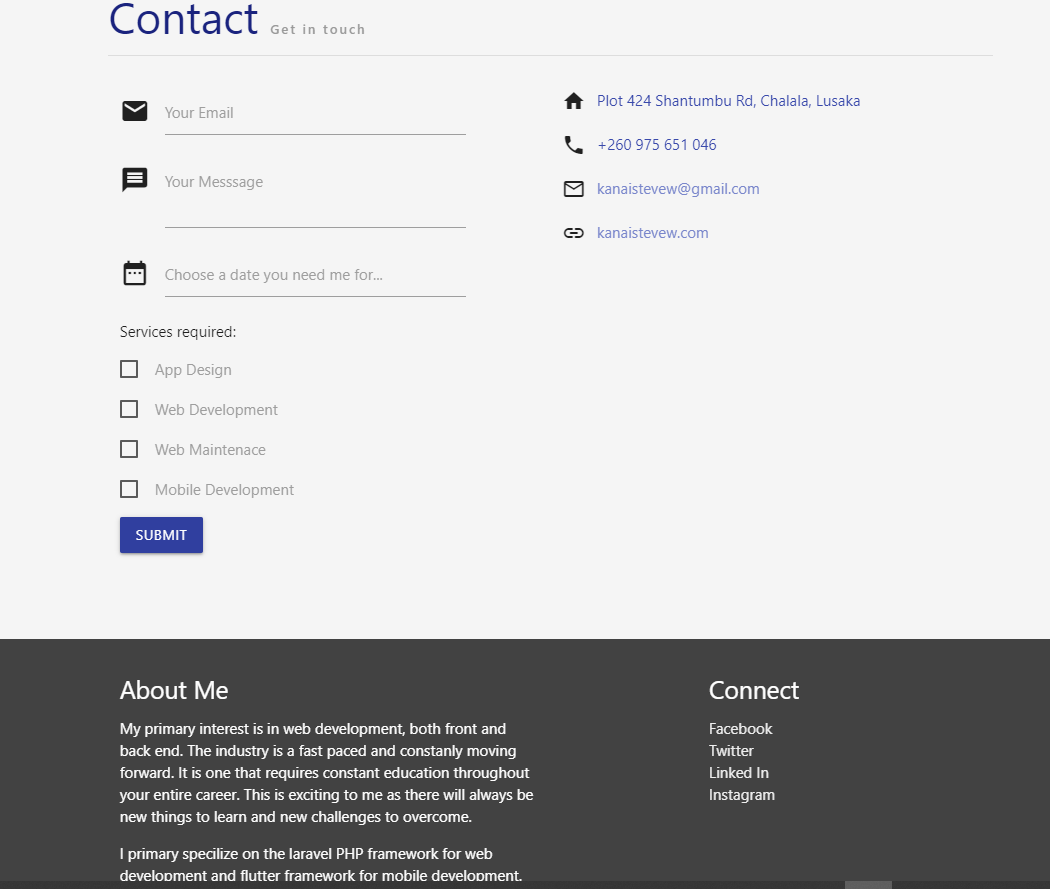 Contact Get in touch
Your Email
Your Messsage
Choose a date you need me for...
Services required:
App Design
Web Development
Web Maintenace
Mobile Development
SUBMIT
Plot 424 Shantumbu Rd, Chalala, Lusaka
+260 975 651 046
kanaistevew@gmail.com
kanaistevew.com
About Me
My primary interest is in web development, both front and
back end. The industry is a fast paced and constanly moving
forward. It is one that requires constant education throughout
your entire career. This is exciting to me as there will always be
new things to learn and new challenges to overcome.
I primary specilize on the laravel PHP framework for web
development and flutter framework for mobile development.
Connect
Facebook
Twitter
Linked In
Instagram